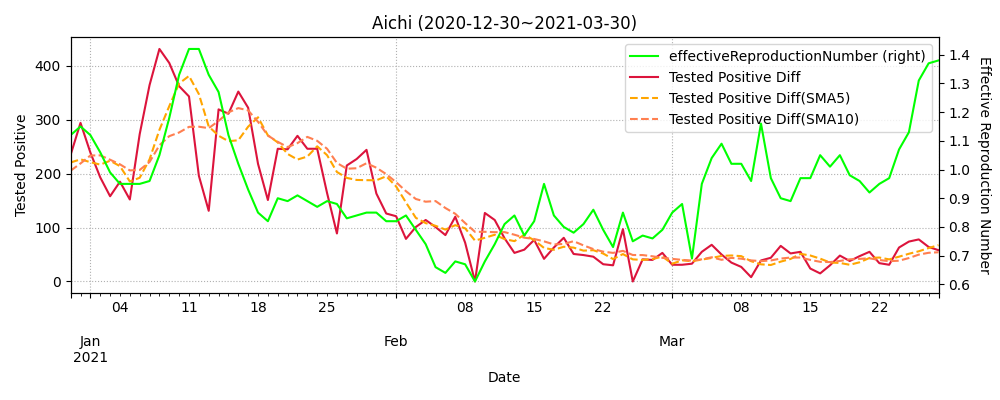 Aichi (2020-12-30~2021-03-30)
effectiveReproductionNumber (right)
Tested Positive Diff
Tested Positive Diff(SMA5)
Tested Positive Diff(SMA10)
Tested Positive
400
300
200
100
0
Effective Reproduction Number
1.4
1.3
1.2
1.1
1.0
0.9
0.8
0.7
0.6
04 11 18 25 08 15 22 08 15 22
Jan Feb Mar
2021
Date